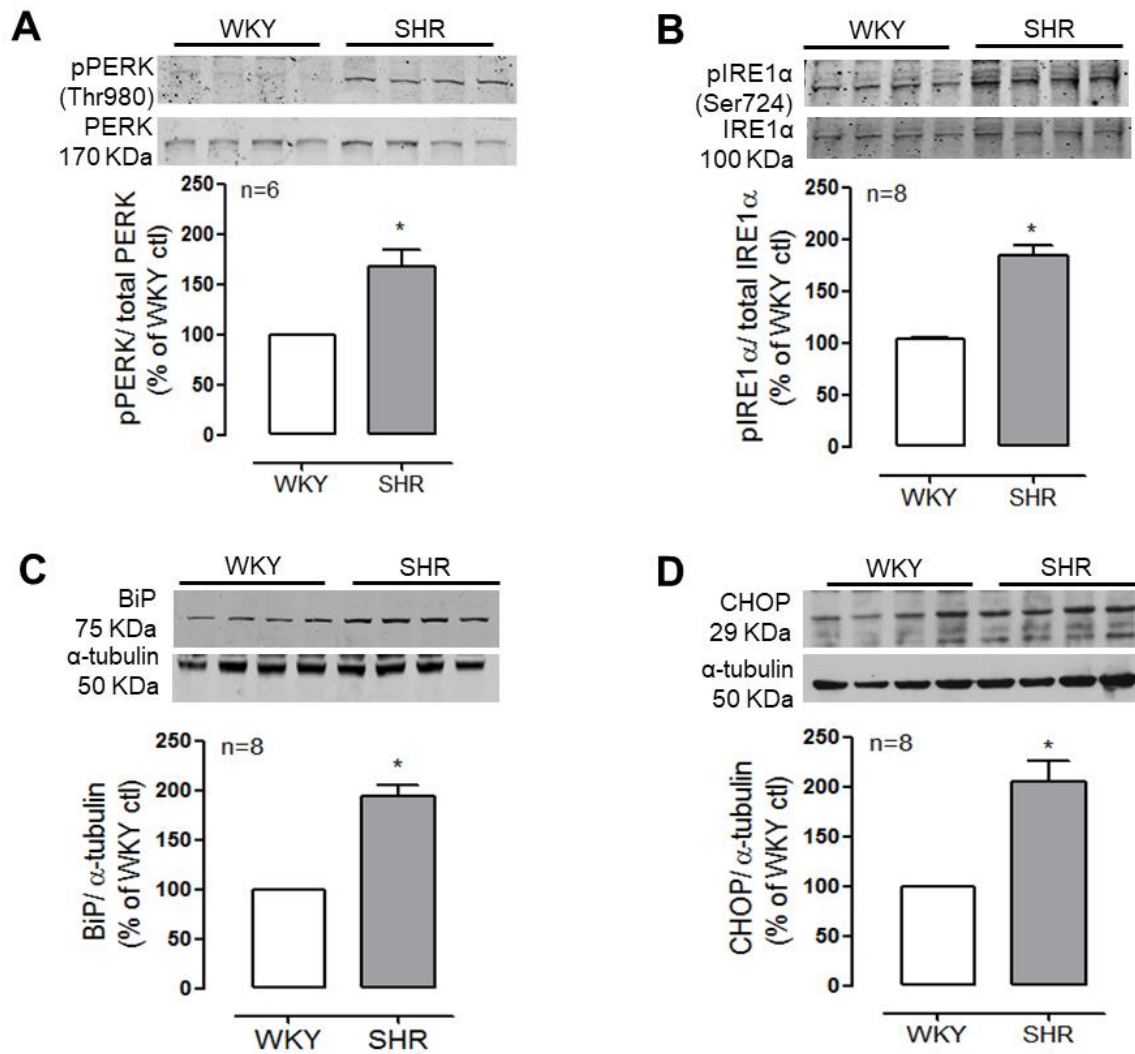 A
WKY SHR
pPERK
(Thr980)
PERK
170 KDa
n=6
250
200
150
100
50
0
pPERK/ total PERK
(% of WKY ctl)
*
WKY SHR
B
WKY SHR
pIRE1α
(Ser724)
IRE1α
100 KDa
n=8
250
200
150
100
50
0
pIRE1α/ total IRE1α
(% of WKY ctl)
*
WKY SHR
C
WKY SHR
BiP
75 KDa
α-tubulin
50 KDa
n=8
250
200
150
100
50
0
BiP/ α-tubulin
(% of WKY ctl)
*
WKY SHR
D
WKY SHR
CHOP
29 KDa
α-tubulin
50 KDa
n=8
250
200
150
100
50
0
CHOP/ α-tubulin
(% of WKY ctl)
*
WKY SHR